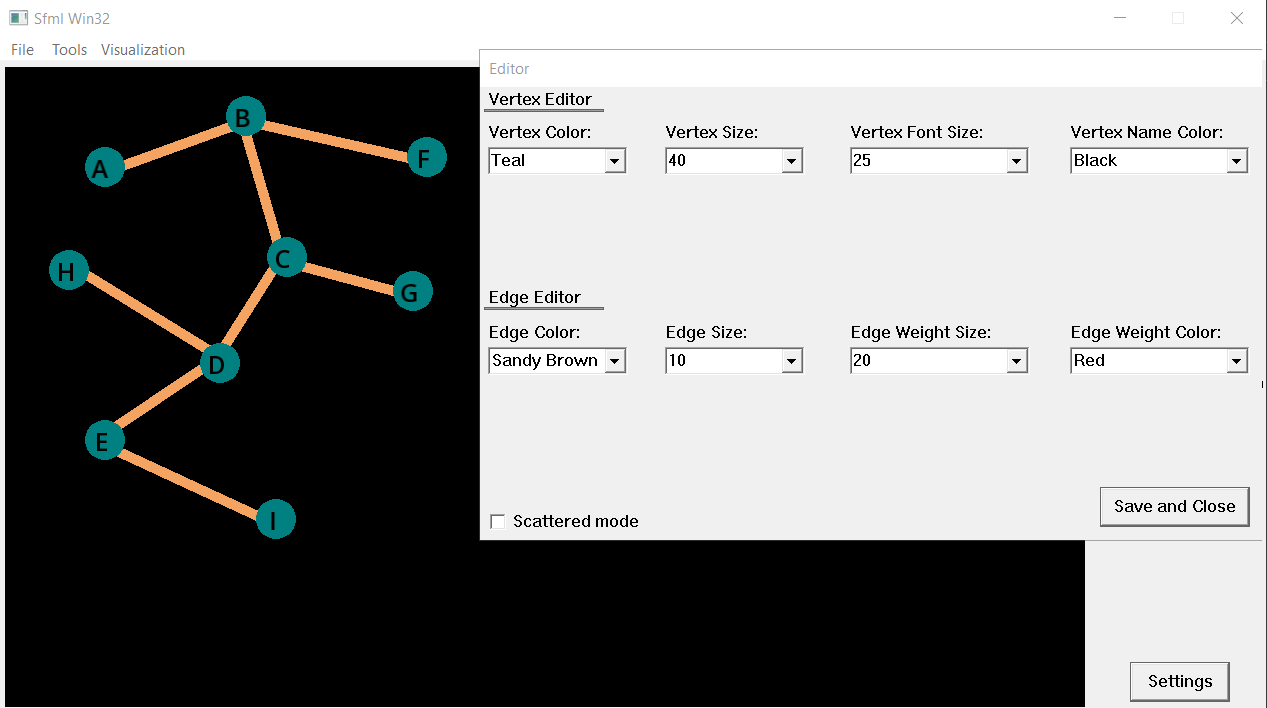 Sfml Win32
File Tools Visualization
Editor
Vertex Editor
Vertex Color: Vertex Size: Vertex Font Size: Vertex Name Color:
Teal 40 25 Black
Edge Editor
Edge Color: Edge Size: Edge Weight Size: Edge Weight Color:
Sandy Brown 10 20 Red
Scattered mode
Save and Close
Settings
B
A
F
C
H
G
D
E
I